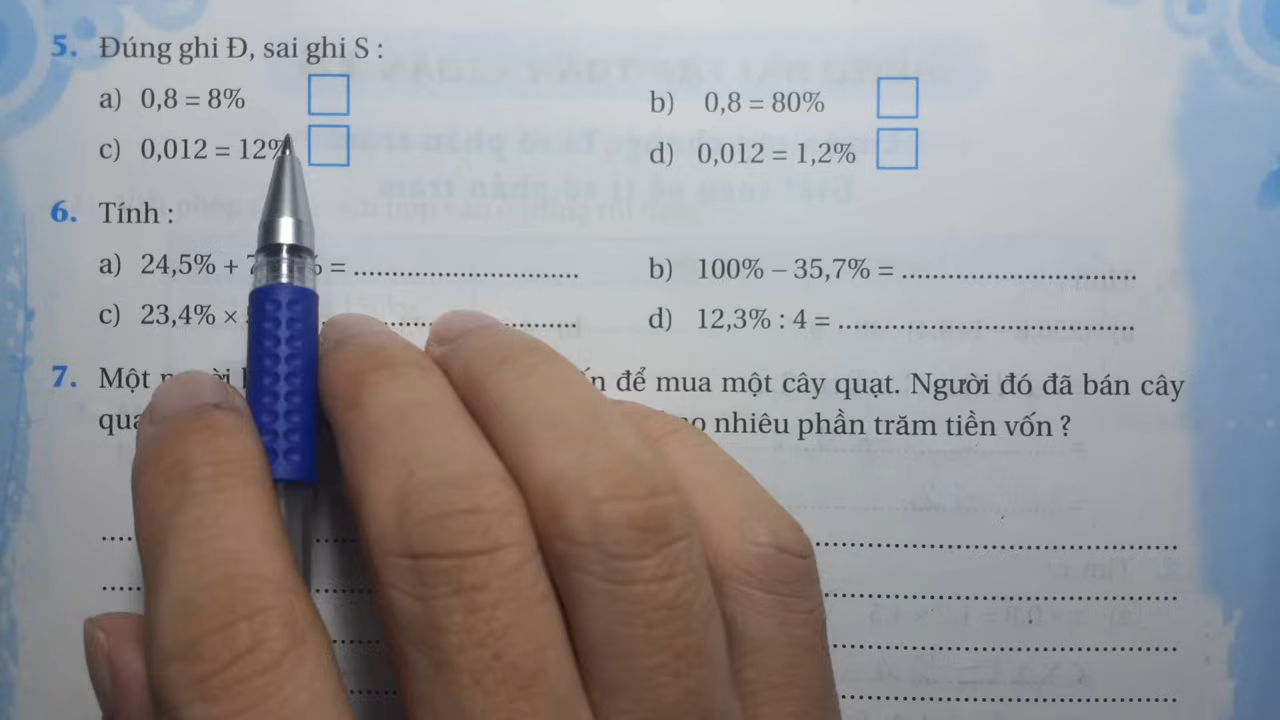 5. Đúng ghi Đ, sai ghi S :
a) 0,8 = 8%
b) 0,8 = 80%
c) 0,012 = 12%
d) 0,012 = 1,2%
6. Tính :
a) 24,5% + = ........................
b) 100% – 35,7% = ........................
c) 23,4% × ........................
d) 12,3% : 4 = ........................
7. Một để mua một cây quạt. Người đó đã bán cây
nhiêu phần trăm tiền vốn ?